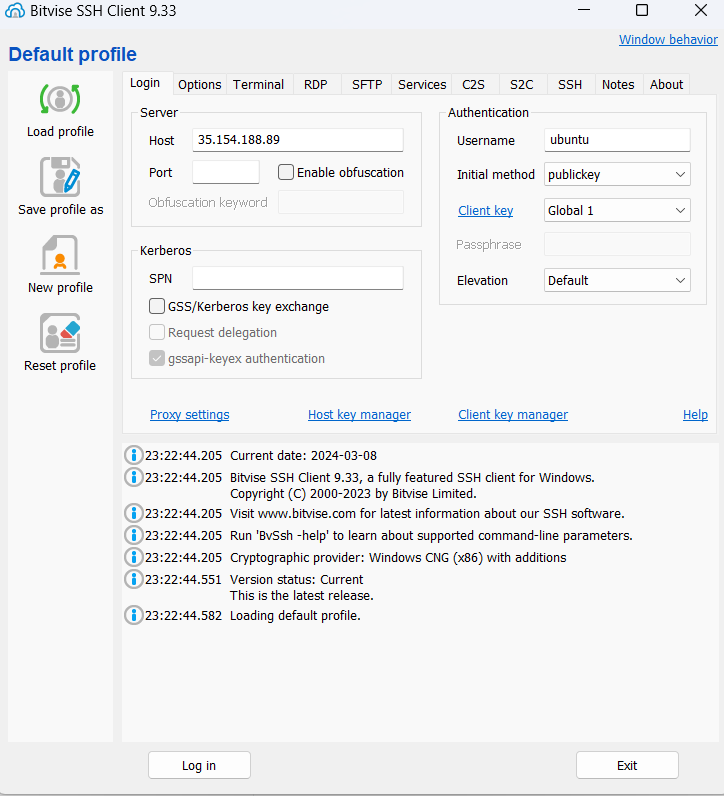 Bitvise SSH Client 9.33
Window behavior
Default profile
Load profile
Save profile as
New profile
Reset profile
Login Options Terminal RDP SFTP Services C2S S2C SSH Notes About
Server
Host 35.154.188.89
Port Enable obfuscation
Obfuscation keyword
Kerberos
SPN
GSS/Kerberos key exchange
Request delegation
gssapi-keyex authentication
Authentication
Username ubuntu
Initial method publickey
Client key Global 1
Passphrase
Elevation Default
Proxy settings Host key manager Client key manager Help
23:22:44.205 Current date: 2024-03-08
23:22:44.205 Bitvise SSH Client 9.33, a fully featured SSH client for Windows.
Copyright (C) 2000-2023 by Bitvise Limited.
23:22:44.205 Visit www.bitvise.com for latest information about our SSH software.
23:22:44.205 Run 'BvSsh -help' to learn about supported command-line parameters.
23:22:44.205 Cryptographic provider: Windows CNG (x86) with additions
23:22:44.551 Version status: Current
This is the latest release.
23:22:44.582 Loading default profile.
Log in Exit